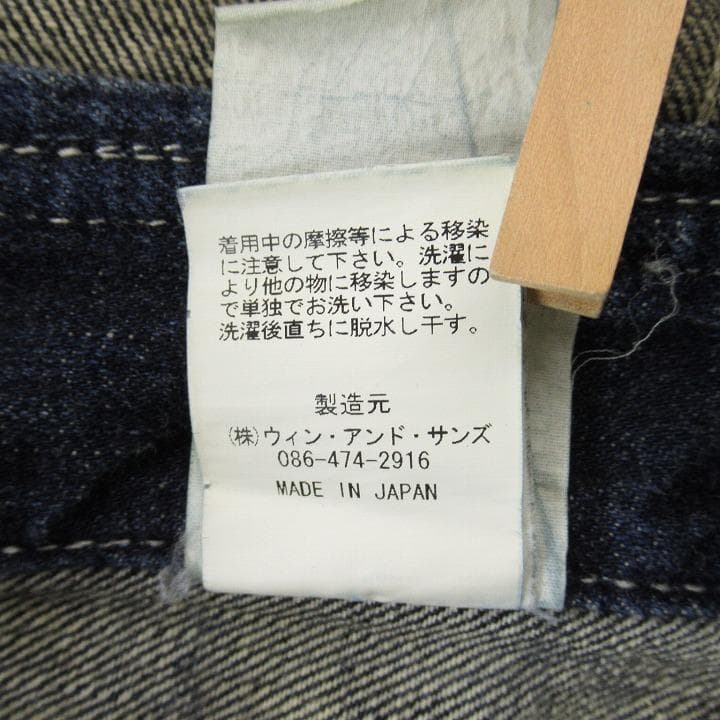 着用中の摩擦等による移染
に注意して下さい。洗濯に
より他の物に移染しますの
で単独でお洗い下さい。
洗濯後直ちに脱水し干す。
製造元
(株)ウィン・アンド・サンズ
086-474-2916
MADE IN JAPAN